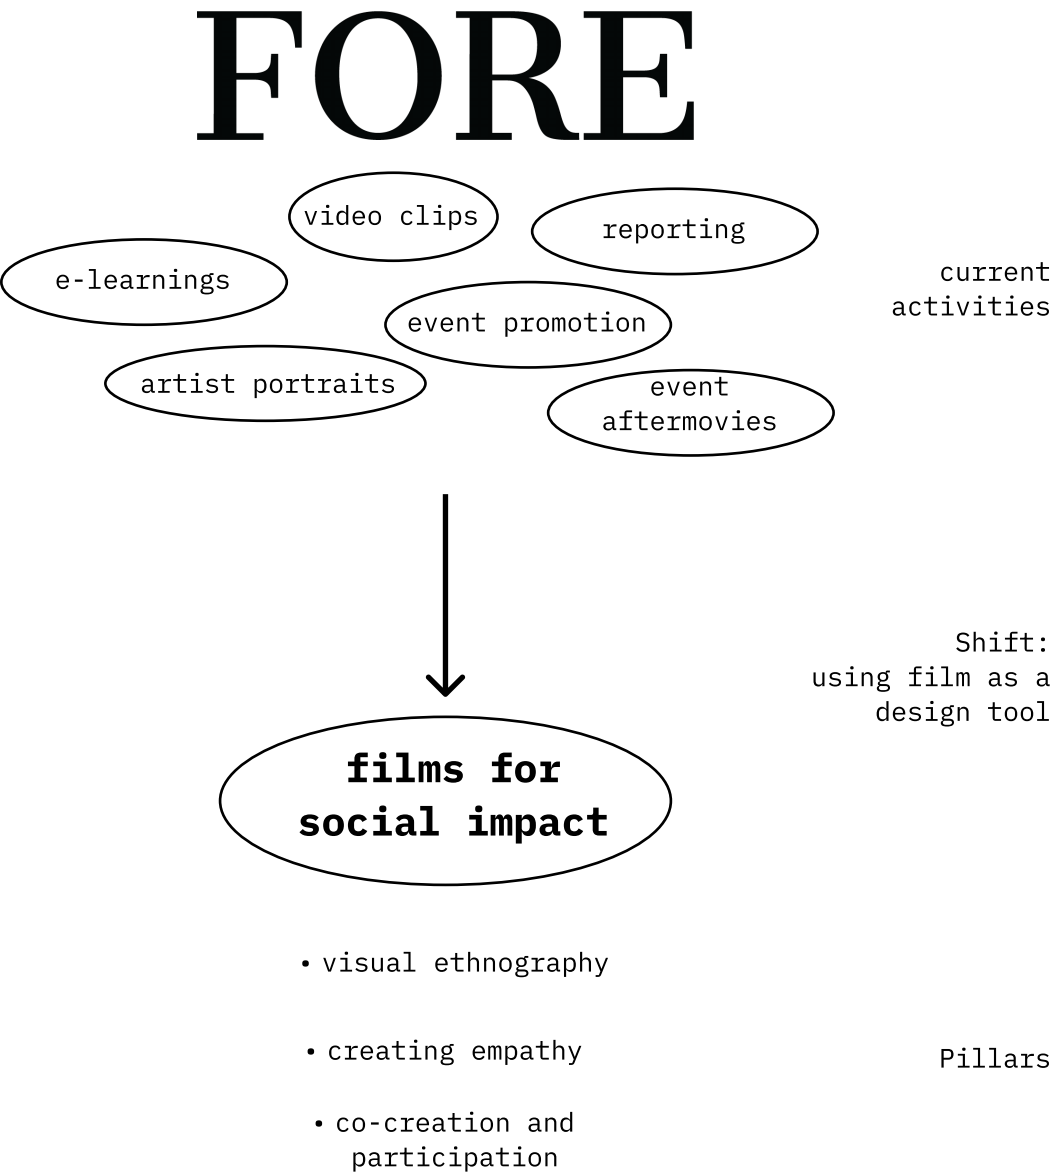 FORE
video clips
reporting
e-learnings
current
activities
event promotion
artist portraits
event
aftermovies
Shift:
using film as a
design tool
films for
social impact
• visual ethnography
• creating empathy
Pillars
• co-creation and
participation